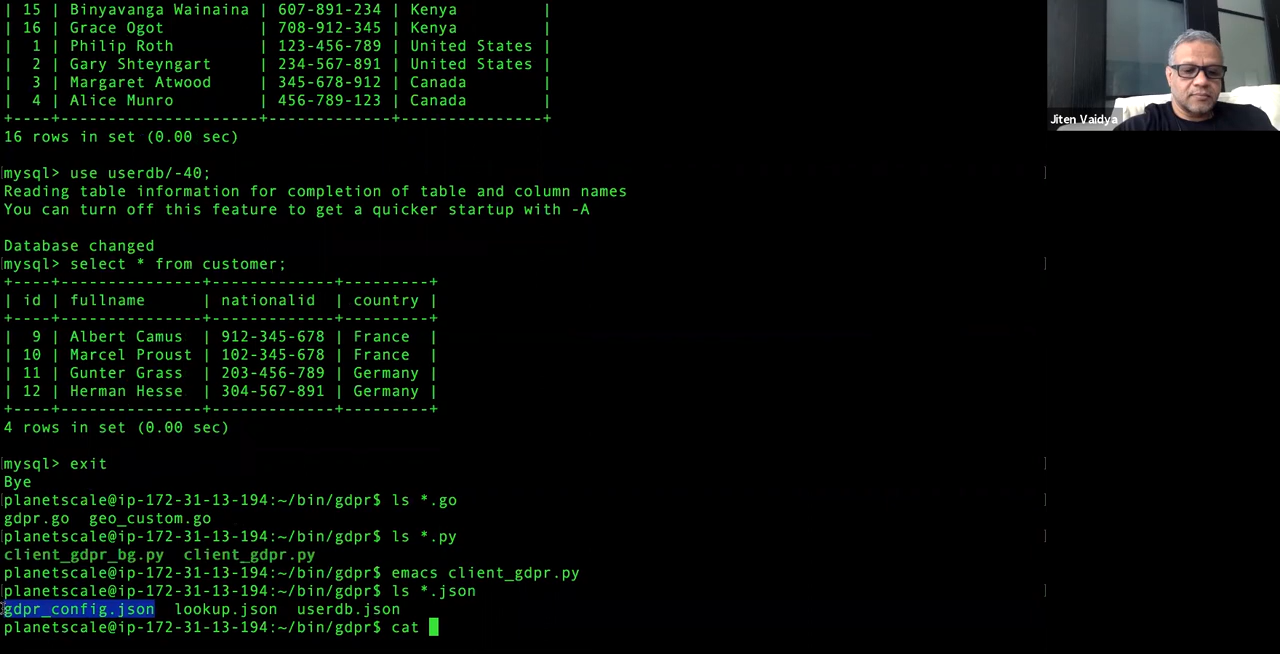 | 15 | Binyavanga Wainaina | 607-891-234 | Kenya         |
| 16 | Grace Ogot          | 708-912-345 | Kenya         |
|  1 | Philip Roth         | 123-456-789 | United States |
|  2 | Gary Shteyngart     | 234-567-891 | United States |
|  3 | Margaret Atwood     | 345-678-912 | Canada        |
|  4 | Alice Munro         | 456-789-123 | Canada        |
+----+---------------------+-------------+---------------+
16 rows in set (0.00 sec)
mysql> use userdb/-40;
Reading table information for completion of table and column names
You can turn off this feature to get a quicker startup with -A
Database changed
mysql> select * from customer;
+----+---------------+-------------+---------+
| id | fullname      | nationalid  | country |
+----+---------------+-------------+---------+
|  9 | Albert Camus  | 912-345-678 | France  |
| 10 | Marcel Proust | 102-345-678 | France  |
| 11 | Gunter Grass  | 203-456-789 | Germany |
| 12 | Herman Hesse  | 304-567-891 | Germany |
+----+---------------+-------------+---------+
4 rows in set (0.00 sec)
mysql> exit
Bye
planetscale@ip-172-31-13-194:~/bin/gdpr$ ls *.go
gdpr.go  geo_custom.go
planetscale@ip-172-31-13-194:~/bin/gdpr$ ls *.py
client_gdpr_bg.py  client_gdpr.py
planetscale@ip-172-31-13-194:~/bin/gdpr$ emacs client_gdpr.py
planetscale@ip-172-31-13-194:~/bin/gdpr$ ls *.json
gdpr_config.json  lookup.json  userdb.json
planetscale@ip-172-31-13-194:~/bin/gdpr$ cat
Jiten Vaidya